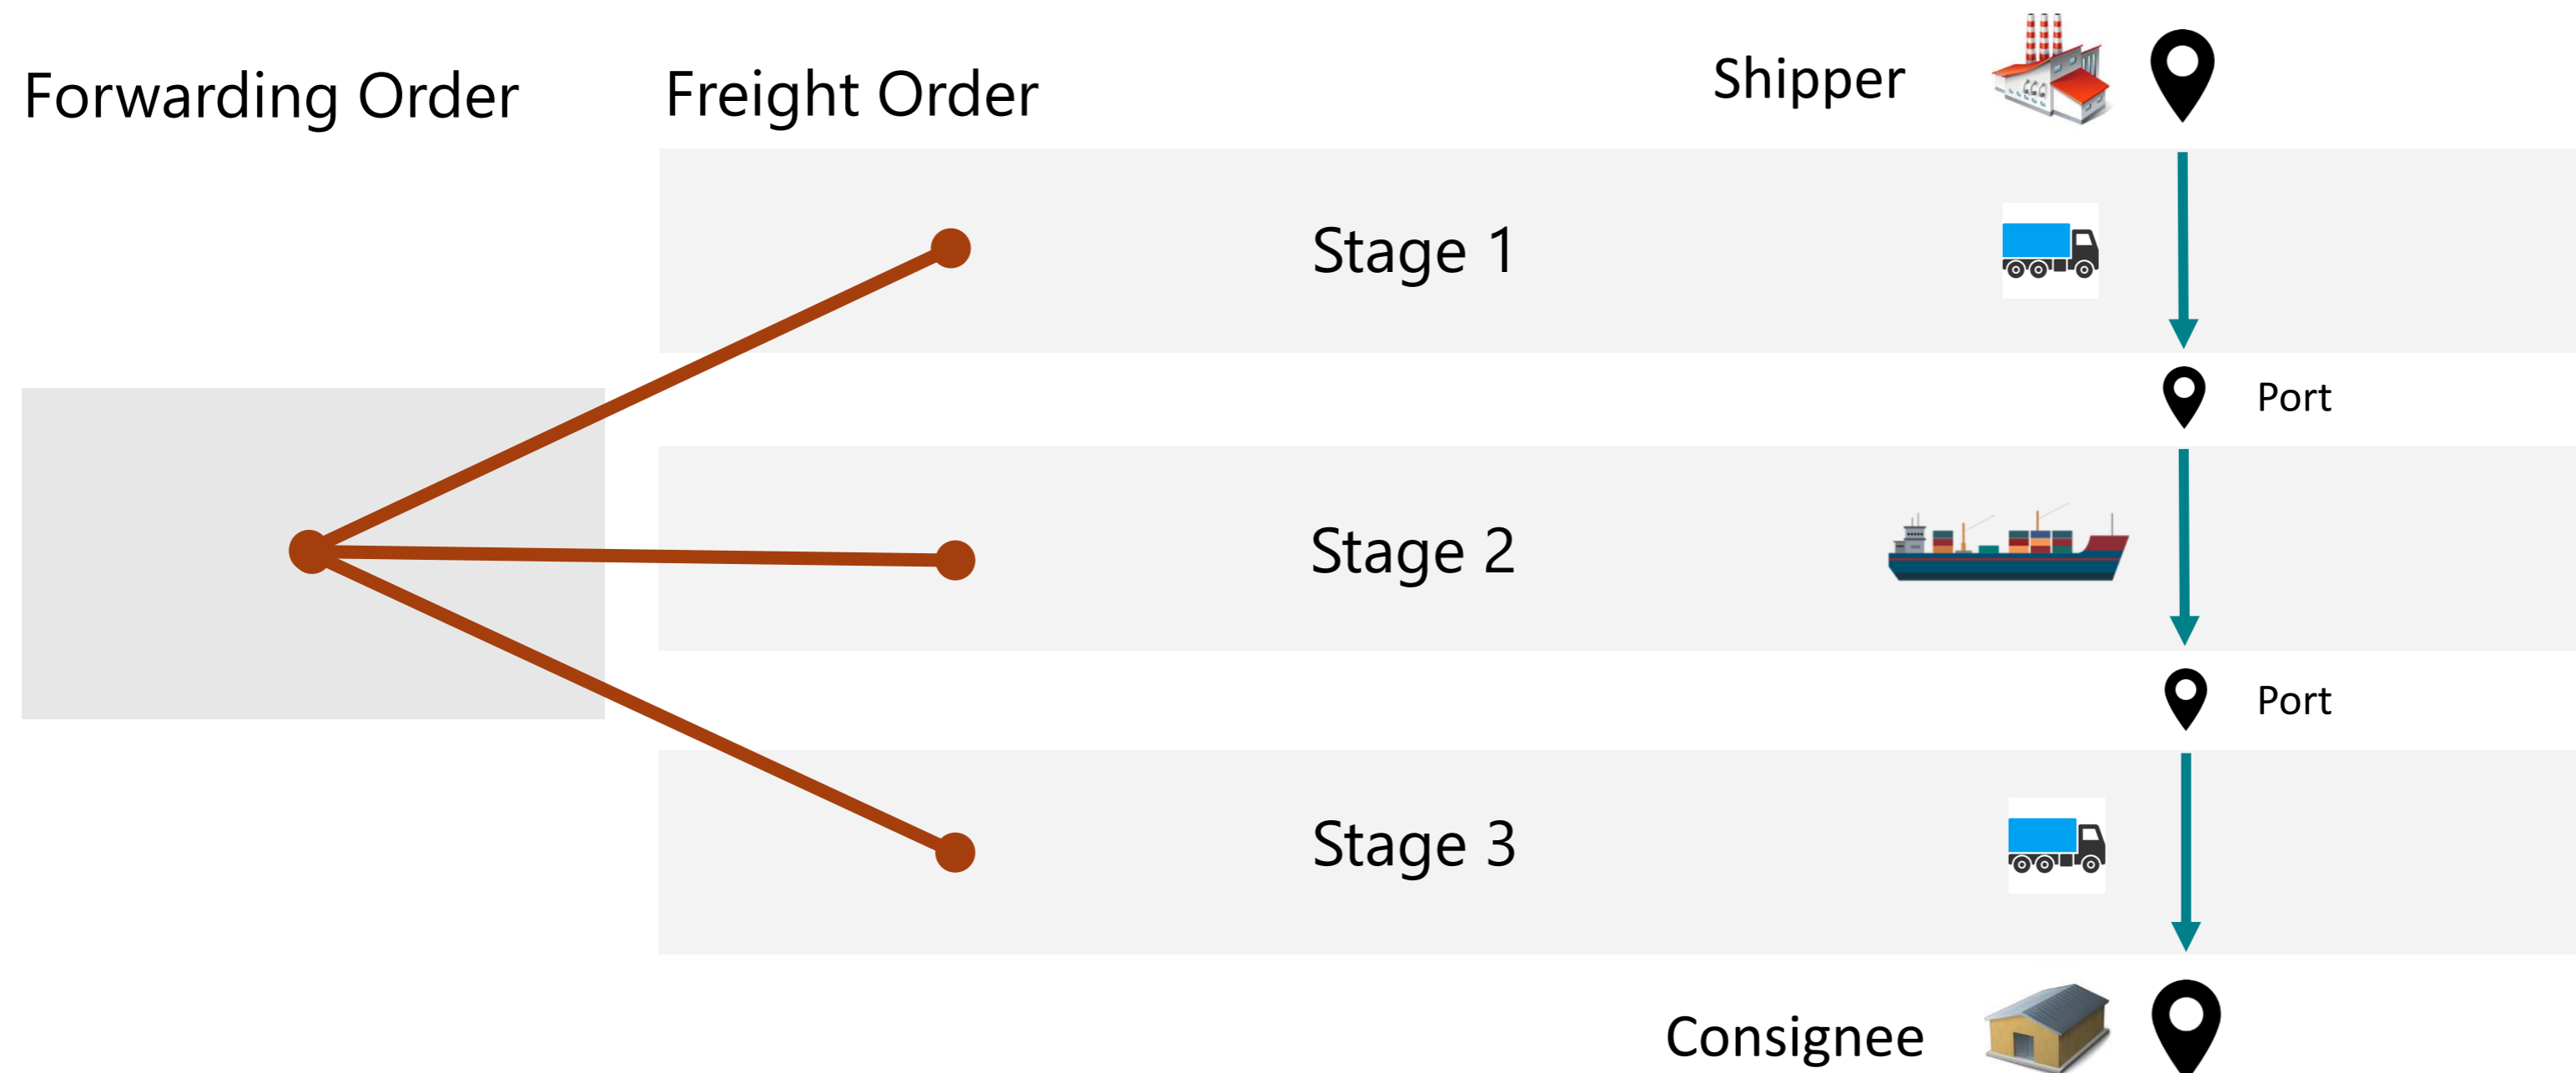 Forwarding Order
Freight Order
Shipper
Stage 1
Port
Stage 2
Port
Stage 3
Consignee